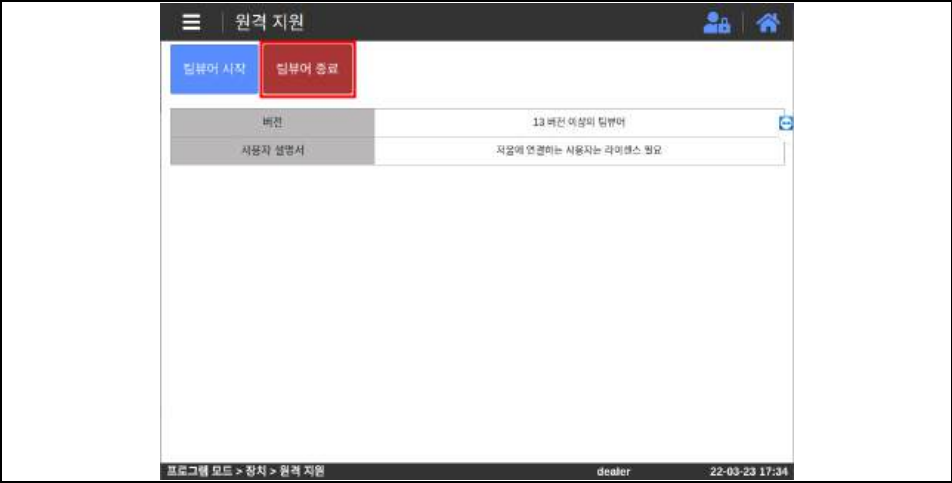 원격 지원
팀뷰어 시작 팀뷰어 종료
버전 13 버전 이상의 팀뷰어
사용자 설명서 저울에 연결하는 사용자는 라이센스 필요
프로그램 모드 > 장치 > 원격 지원 dealer 22-03-23 17:34